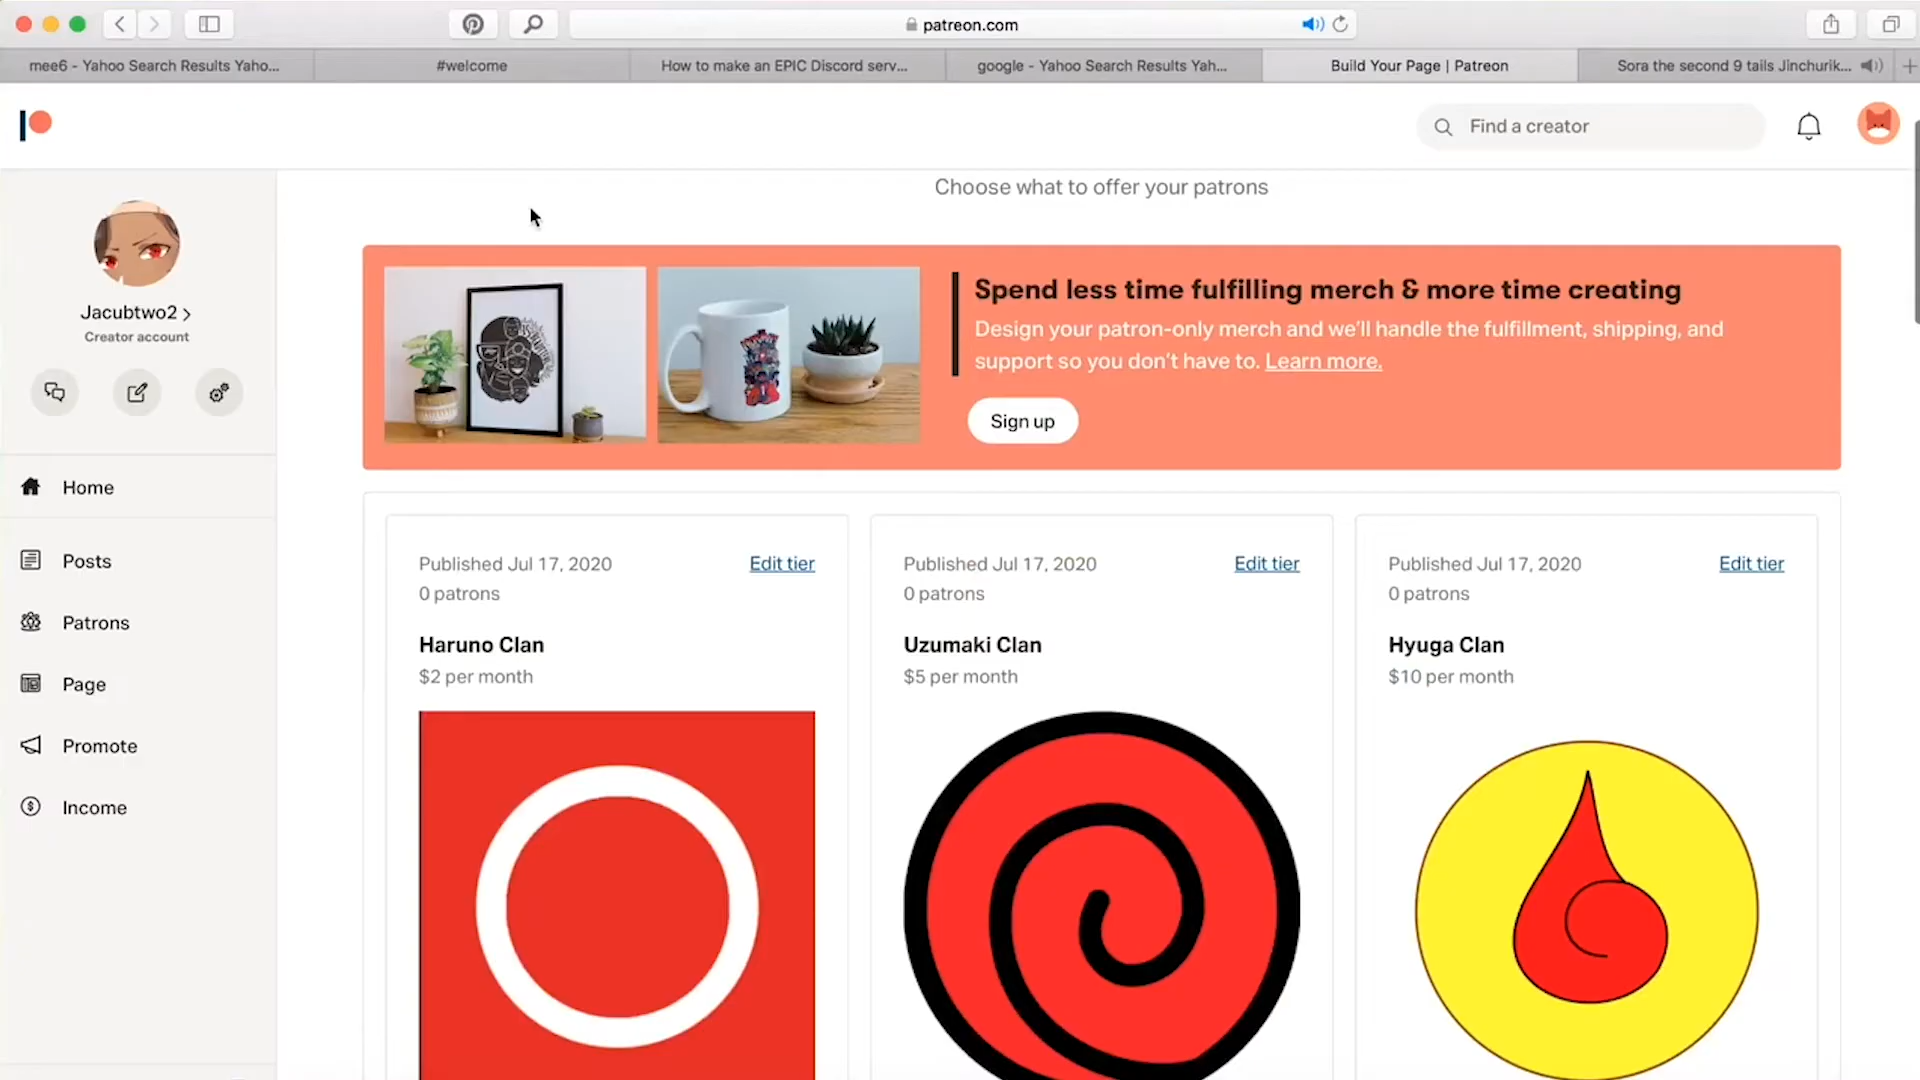 patreon.com
mee6 - Yahoo Search Results Yaho...
#welcome
How to make an EPIC Discord serv...
google - Yahoo Search Results Yah...
Build Your Page | Patreon
Sora the second 9 tails Jinchurik...
Find a creator
Choose what to offer your patrons
Jacubtwo2
Creator account
Spend less time fulfilling merch & more time creating
Design your patron-only merch and we'll handle the fulfillment, shipping, and
support so you don't have to. Learn more.
Sign up
Home
Posts
Patrons
Page
Promote
Income
Published Jul 17, 2020
Edit tier
0 patrons
Haruno Clan
$2 per month
Published Jul 17, 2020
Edit tier
0 patrons
Uzumaki Clan
$5 per month
Published Jul 17, 2020
Edit tier
0 patrons
Hyuga Clan
$10 per month